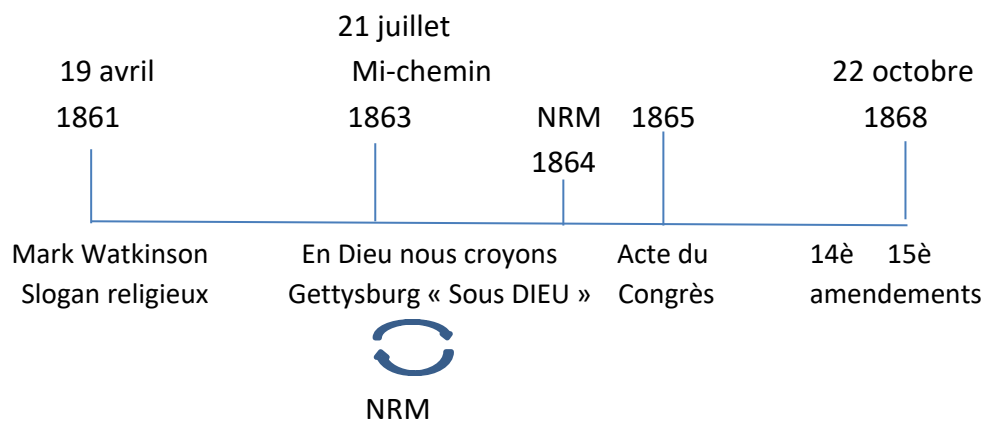 21 juillet
19 avril Mi-chemin 22 octobre
1861 1863 NRM 1865 1868
1864
Mark Watkinson En Dieu nous croyons Acte du 14è 15è
Slogan religieux Gettysburg « Sous DIEU » Congrès amendements
NRM